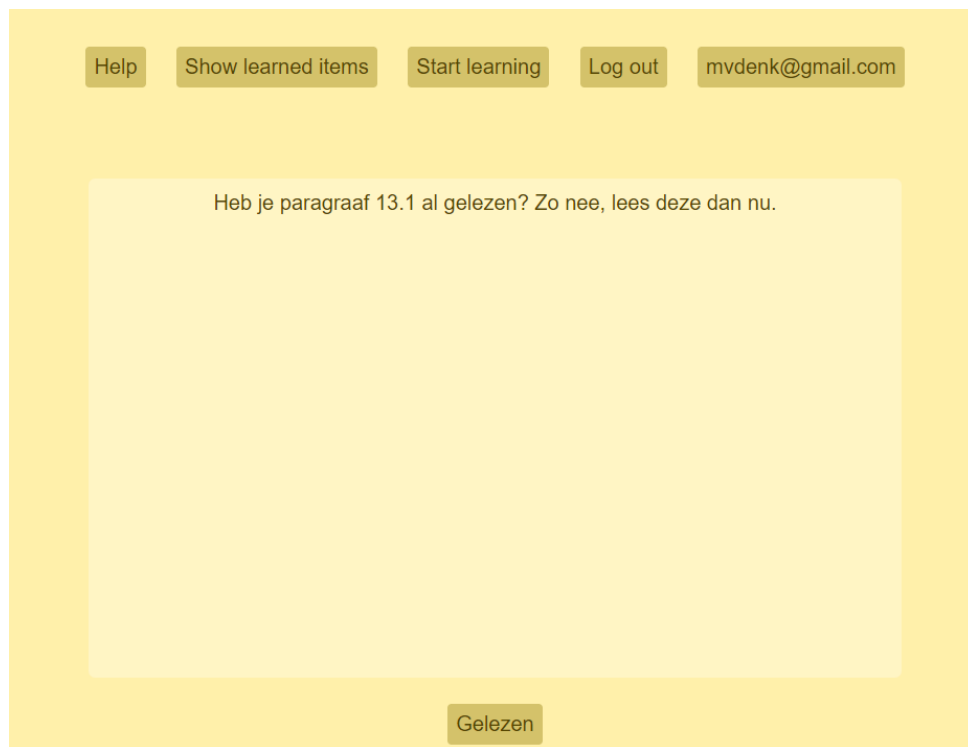 Help Show learned items Start learning Log out mvdenk@gmail.com
Heb je paragraaf 13.1 al gelezen? Zo nee, lees deze dan nu.
Gelezen